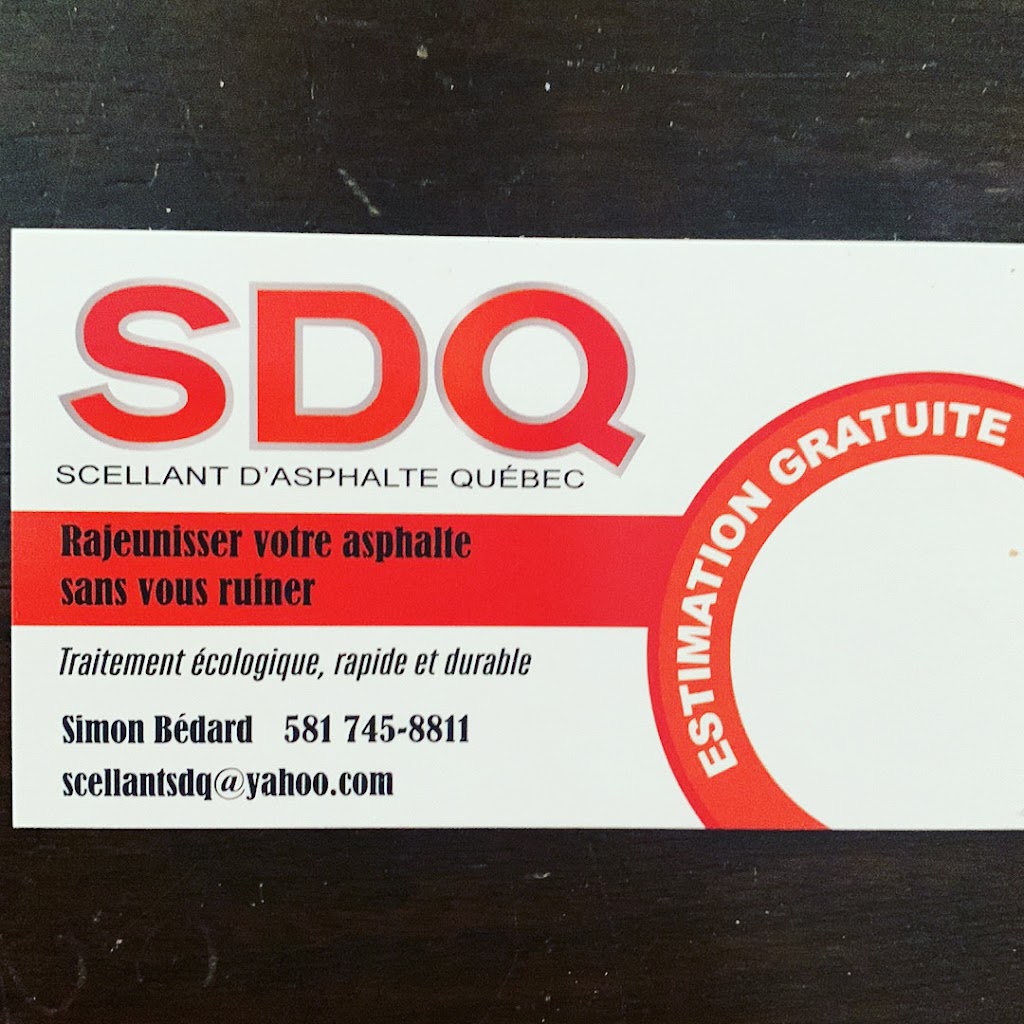 SDQ
SCELLANT D'ASPHALTE QUÉBEC
Rajeunisser votre asphalte
sans vous ruiner
Traitement écologique, rapide et durable
Simon Bédard 581 745-8811
scellantsdq@yahoo.com
ESTIMATION GRATUITE